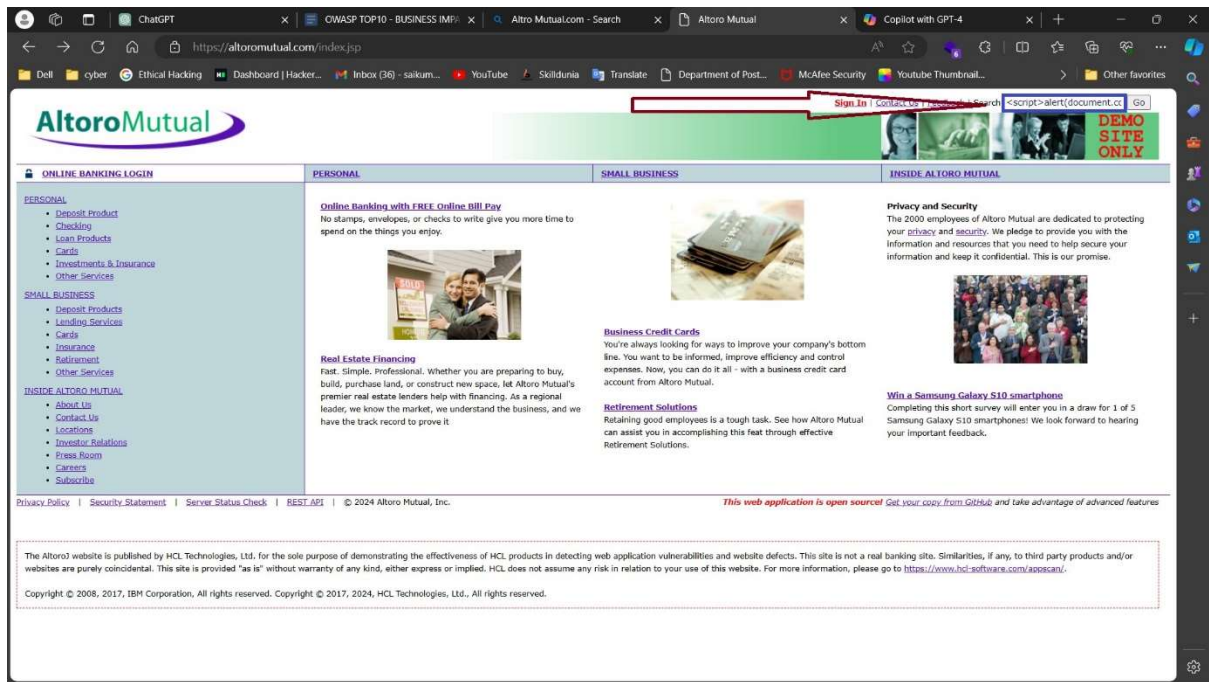 ChatGPT
OWASP TOP10 - BUSINESS IMPA
Altro Mutual.com - Search
Altoro Mutual
Copilot with GPT-4
https://altoromutual.com/index.jsp
6
Dell
cyber
Ethical Hacking
Dashboard | Hacker...
Inbox (36) - saikum...
YouTube
Skilldunia
Translate
Department of Post...
McAfee Security
Youtube Thumbnail...
Other favorites
AltoroMutual
Sign In | Contact Us | Feedback | Search <script>alert(document.cc Go
DEMO
SITE
ONLY
ONLINE BANKING LOGIN
PERSONAL
SMALL BUSINESS
INSIDE ALTORO MUTUAL
PERSONAL
• Deposit Product
• Checking
• Loan Products
• Cards
• Investments & Insurance
• Other Services
SMALL BUSINESS
• Deposit Products
• Lending Services
• Cards
• Insurance
• Retirement
• Other Services
INSIDE ALTORO MUTUAL
• About Us
• Contact Us
• Locations
• Investor Relations
• Press Room
• Careers
• Subscribe
Online Banking with FREE Online Bill Pay
No stamps, envelopes, or checks to write give you more time to
spend on the things you enjoy.
SOLD
Real Estate Financing
Fast. Simple. Professional. Whether you are preparing to buy,
build, purchase land, or construct new space, let Altoro Mutual's
premier real estate lenders help with financing. As a regional
leader, we know the market, we understand the business, and we
have the track record to prove it
Business Credit Cards
You're always looking for ways to improve your company's bottom
line. You want to be informed, improve efficiency and control
expenses. Now, you can do it all - with a business credit card
account from Altoro Mutual.
Retirement Solutions
Retaining good employees is a tough task. See how Altoro Mutual
can assist you in accomplishing this feat through effective
Retirement Solutions.
Privacy and Security
The 2000 employees of Altoro Mutual are dedicated to protecting
your privacy and security. We pledge to provide you with the
information and resources that you need to help secure your
information and keep it confidential. This is our promise.
Win a Samsung Galaxy S10 smartphone
Completing this short survey will enter you in a draw for 1 of 5
Samsung Galaxy S10 smartphones! We look forward to hearing
your important feedback.
Privacy Policy | Security Statement | Server Status Check | REST API | © 2024 Altoro Mutual, Inc.
This web application is open source! Get your copy from GitHub and take advantage of advanced features
The AltoroJ website is published by HCL Technologies, Ltd. for the sole purpose of demonstrating the effectiveness of HCL products in detecting web application vulnerabilities and website defects. This site is not a real banking site. Similarities, if any, to third party products and/or
websites are purely coincidental. This site is provided "as is" without warranty of any kind, either express or implied. HCL does not assume any risk in relation to your use of this website. For more information, please go to https://www.hcl-software.com/appscan/.
Copyright © 2008, 2017, IBM Corporation, All rights reserved. Copyright © 2017, 2024, HCL Technologies, Ltd., All rights reserved.